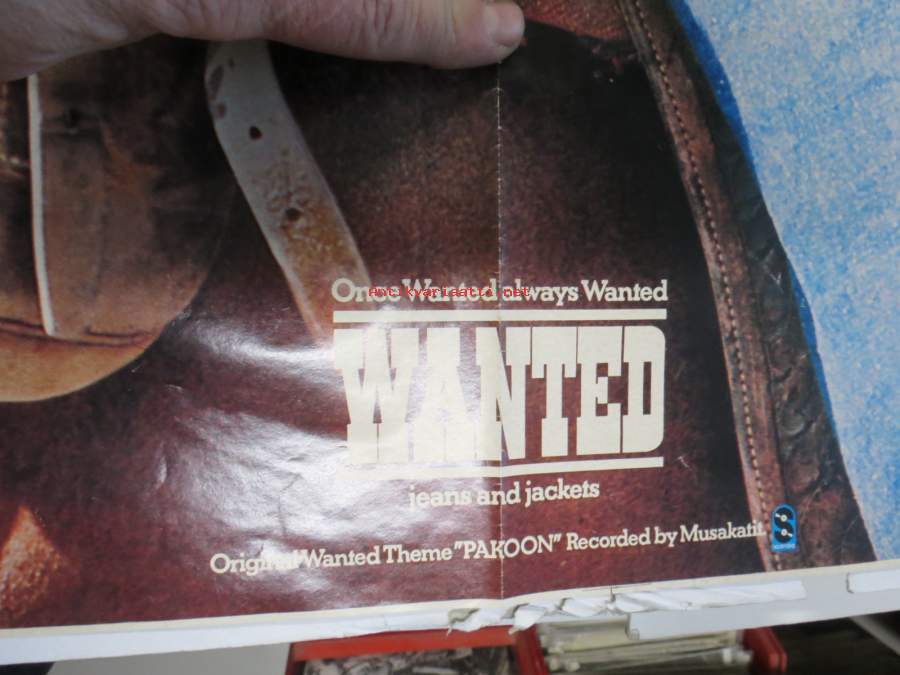 Once Wanted always Wanted
Antikvariaatti.net
WANTED
jeans and jackets
Original Wanted Theme "PAKOON" Recorded by Musakatit